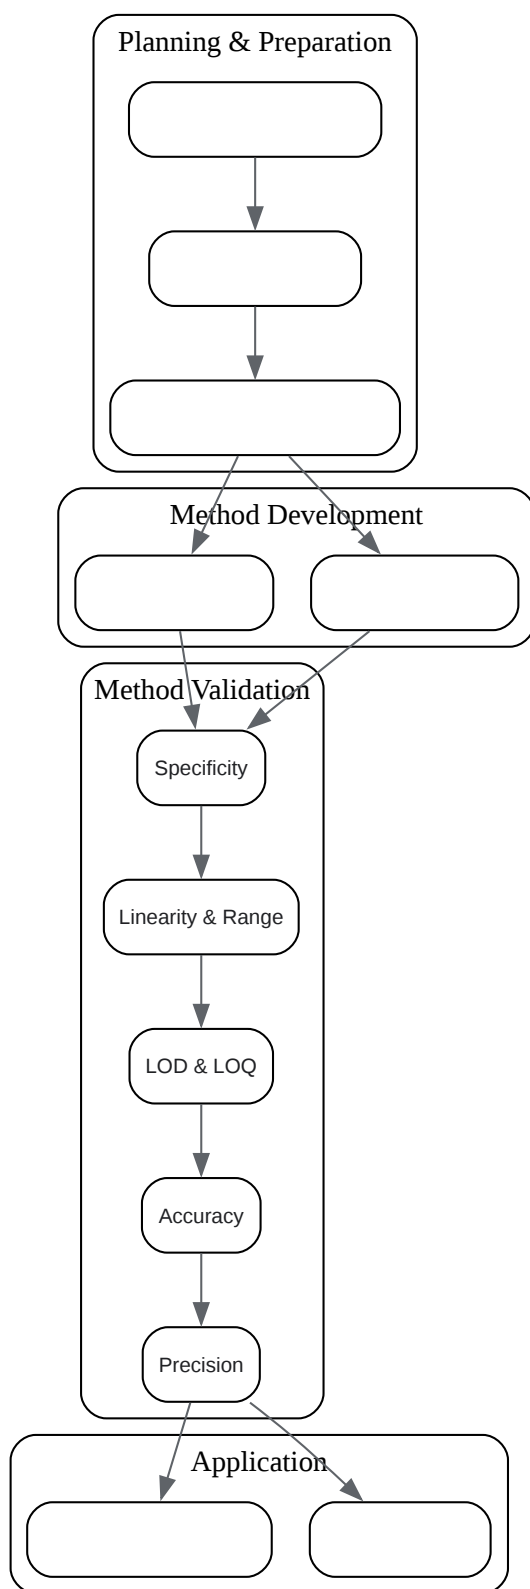 Planning & Preparation
Method Development
Method Validation
Specificity
Linearity & Range
LOD & LOQ
Accuracy
Precision
Application